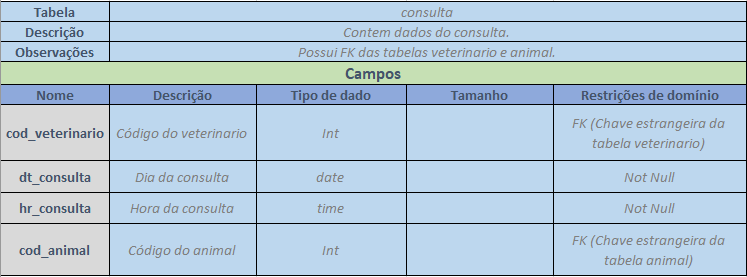 Tabela consulta
Descrição Contem dados do consulta.
Observações Possui FK das tabelas veterinario e animal.
Campos
Nome Descrição Tipo de dado Tamanho Restrições de domínio
cod_veterinario Código do veterinario Int FK (Chave estrangeira da
tabela veterinario)
dt_consulta Dia da consulta date Not Null
hr_consulta Hora da consulta time Not Null
cod_animal Código do animal Int FK (Chave estrangeira da
tabela animal)